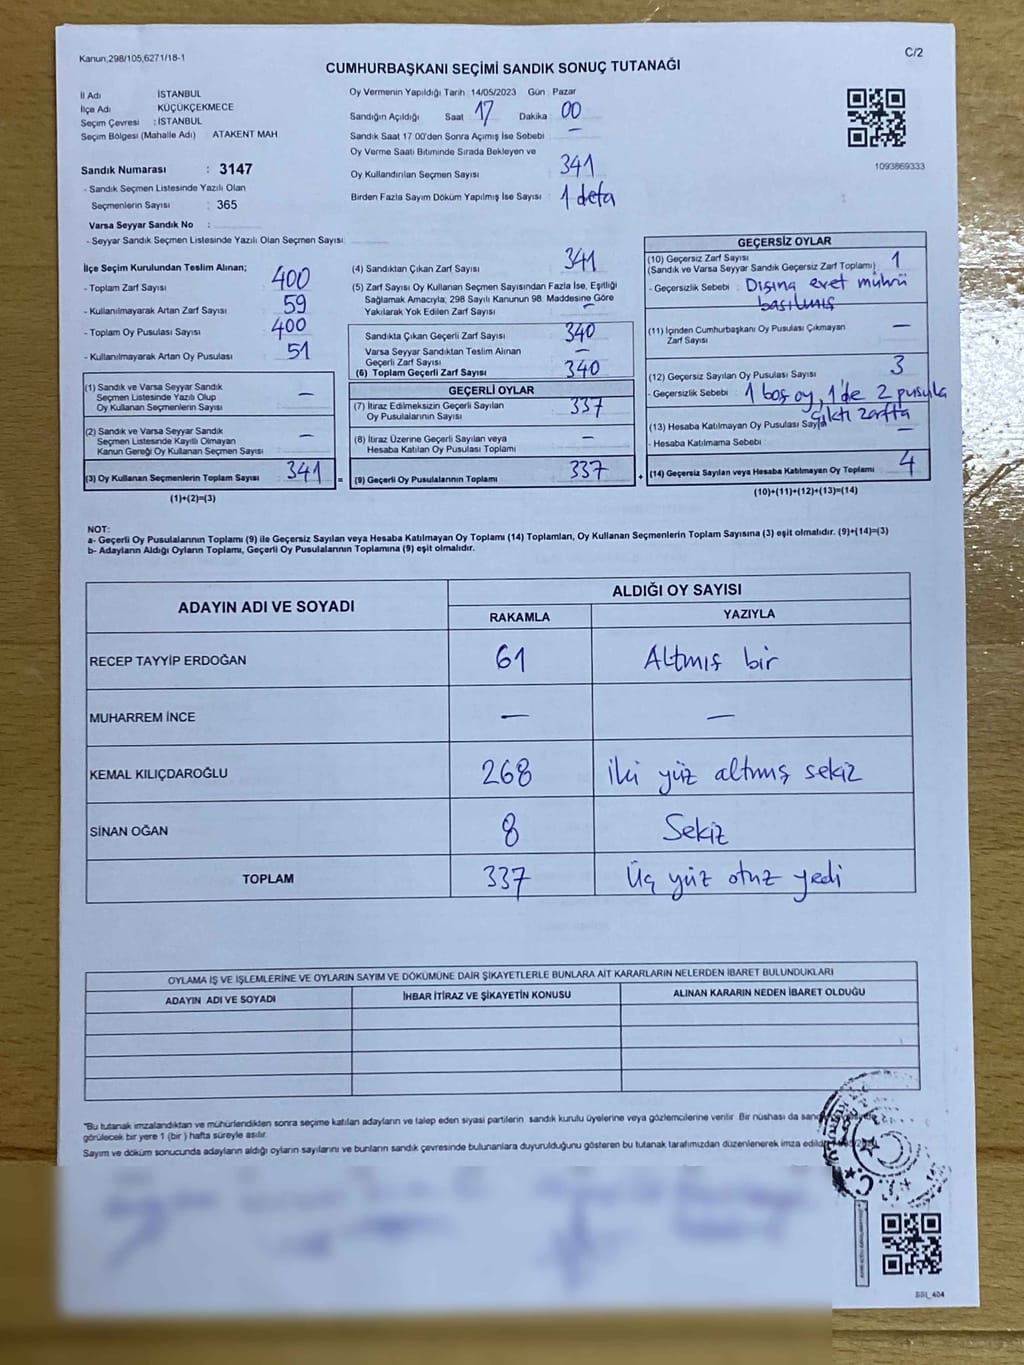 Kanun,298/105,6271/18-1
C/2
CUMHURBAŞKANI SEÇİMİ SANDIK SONUÇ TUTANAĞI
İl Adı İSTANBUL
İlçe Adı KÜÇÜKÇEKMECE
Seçim Çevresi : İSTANBUL
Seçim Bölgesi (Mahalle Adı) ATAKENT MAH
Sandık Numarası : 3147
- Sandık Seçmen Listesinde Yazılı Olan
Seçmenlerin Sayısı : 365
Varsa Seyyar Sandık No :
- Seyyar Sandık Seçmen Listesinde Yazılı Olan Seçmen Sayısı:
Oy Vermenin Yapıldığı Tarih : 14/05/2023 Gün : Pazar
Sandığın Açıldığı Saat 17 Dakika 00
Sandık Saat 17:00'den Sonra Açımış İse Sebebi : —
Oy Verme Saati Bitiminde Sırada Bekleyen ve
Oy Kullandırılan Seçmen Sayısı : 341
Birden Fazla Sayım Döküm Yapılmış İse Sayısı : 1 defa
1093869333
İlçe Seçim Kurulundan Teslim Alınan;
- Toplam Zarf Sayısı 400
- Kullanılmayarak Artan Zarf Sayısı 59
- Toplam Oy Pusulası Sayısı 400
- Kullanılmayarak Artan Oy Pusulası 51
(1) Sandık ve Varsa Seyyar Sandık
Seçmen Listesinde Yazılı Olup
Oy Kullanan Seçmenlerin Sayısı —
(2) Sandık ve Varsa Seyyar Sandık
Seçmen Listesinde Kayıtlı Olmayan
Kanun Gereği Oy Kullanan Seçmen Sayısı —
(3) Oy Kullanan Seçmenlerin Toplam Sayısı 341 =
(1)+(2)=(3)
(4) Sandıktan Çıkan Zarf Sayısı 341
(5) Zarf Sayısı Oy Kullanan Seçmen Sayısından Fazla İse, Eşitliği
Sağlamak Amacıyla; 298 Sayılı Kanunun 98. Maddesine Göre
Yakılarak Yok Edilen Zarf Sayısı —
Sandıkta Çıkan Geçerli Zarf Sayısı 340
Varsa Seyyar Sandıktan Teslim Alınan
Geçerli Zarf Sayısı —
(6) Toplam Geçerli Zarf Sayısı 340
GEÇERLİ OYLAR
(7) İtiraz Edilmeksizin Geçerli Sayılan
Oy Pusulalarının Sayısı 337
(8) İtiraz Üzerine Geçerli Sayılan veya
Hesaba Katılan Oy Pusulası Toplamı —
(9) Geçerli Oy Pusulalarının Toplamı 337 +
GEÇERSİZ OYLAR
(10) Geçersiz Zarf Sayısı 1
(Sandık ve Varsa Seyyar Sandık Geçersiz Zarf Toplamı)
- Geçersizlik Sebebi : Dışına evet mührü
basılmış
(11) İçinden Cumhurbaşkanı Oy Pusulası Çıkmayan
Zarf Sayısı —
(12) Geçersiz Sayılan Oy Pusulası Sayısı 3
- Geçersizlik Sebebi : 1 boş oy, 1'de 2 pusula
çıktı zarfta
(13) Hesaba Katılmayan Oy Pusulası Sayısı —
- Hesaba Katılmama Sebebi
(14) Geçersiz Sayılan veya Hesaba Katılmayan Oy Toplamı 4
(10)+(11)+(12)+(13)=(14)
NOT:
a- Geçerli Oy Pusulalarının Toplamı (9) ile Geçersiz Sayılan veya Hesaba Katılmayan Oy Toplamı (14) Toplamları, Oy Kullanan Seçmenlerin Toplam Sayısına (3) eşit olmalıdır. (9)+(14)=(3)
b- Adayların Aldığı Oyların Toplamı, Geçerli Oy Pusulalarının Toplamına (9) eşit olmalıdır.
ADAYIN ADI VE SOYADI
ALDIĞI OY SAYISI
RAKAMLA YAZIYLA
RECEP TAYYİP ERDOĞAN 61 Altmış bir
MUHARREM İNCE — —
KEMAL KILIÇDAROĞLU 268 İki yüz altmış sekiz
SİNAN OĞAN 8 Sekiz
TOPLAM 337 Üç yüz otuz yedi
OYLAMA İŞ VE İŞLEMLERİNE VE OYLARIN SAYIM VE DÖKÜMÜNE DAİR ŞİKAYETLERLE BUNLARA AİT KARARLARIN NELERDEN İBARET BULUNDUKLARI
ADAYIN ADI VE SOYADI İHBAR İTİRAZ VE ŞİKAYETİN KONUSU ALINAN KARARIN NEDEN İBARET OLDUĞU
*Bu tutanak imzalandıktan ve mühürlendikten sonra seçime katılan adayların ve talep eden siyasi partilerin sandık kurulu üyelerine veya gözlemcilerine verilir. Bir nüshası da
görülecek bir yere 1 (bir) hafta süreyle asılır.
Sayım ve döküm sonucunda adayların aldığı oyların sayılarını ve bunların sandık çevresinde bulunanlara duyurulduğunu gösteren bu tutanak tarafımızdan düzenlenerek imza